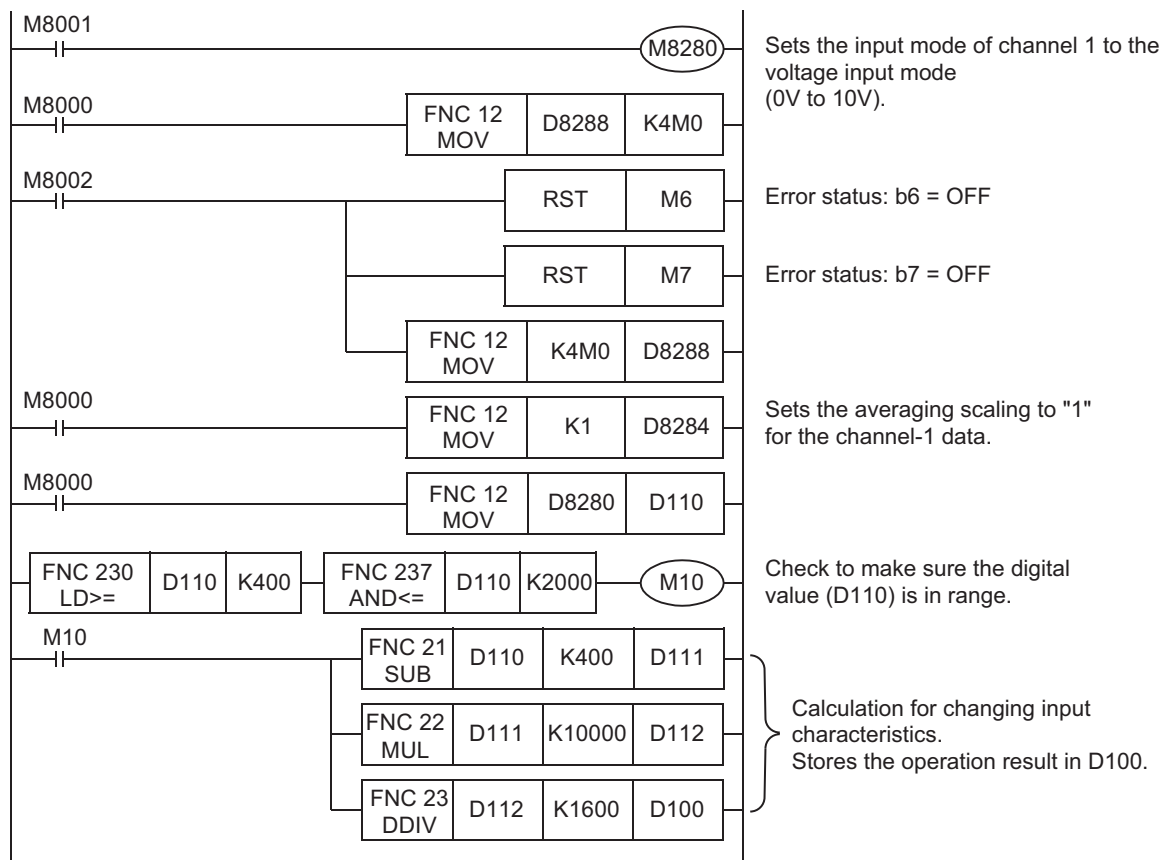 M8001
M8280
Sets the input mode of channel 1 to the
voltage input mode
(0V to 10V).
M8000
FNC 12
MOV
D8288
K4M0
M8002
RST
M6
Error status: b6 = OFF
RST
M7
Error status: b7 = OFF
FNC 12
MOV
K4M0
D8288
M8000
FNC 12
MOV
K1
D8284
Sets the averaging scaling to "1"
for the channel-1 data.
M8000
FNC 12
MOV
D8280
D110
FNC 230
LD>=
D110
K400
FNC 237
AND<=
D110
K2000
M10
Check to make sure the digital
value (D110) is in range.
M10
FNC 21
SUB
D110
K400
D111
FNC 22
MUL
D111
K10000
D112
FNC 23
DDIV
D112
K1600
D100
Calculation for changing input
characteristics.
Stores the operation result in D100.